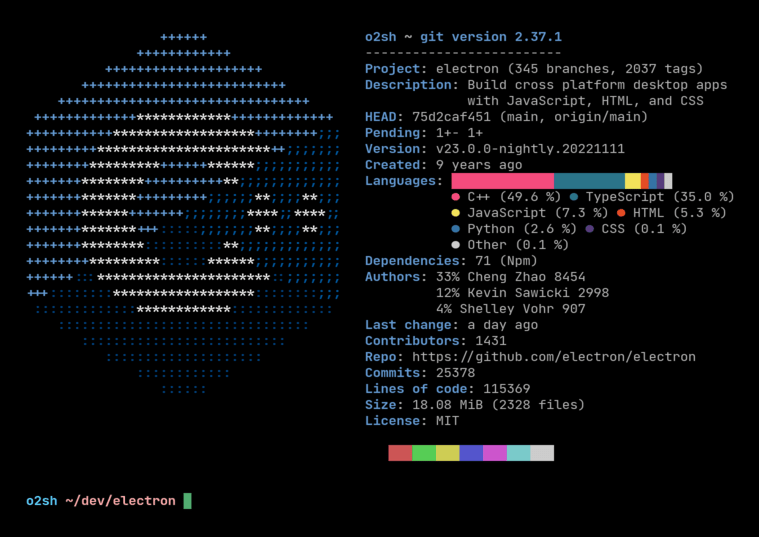 o2sh ~ git version 2.37.1
-------------------------
Project: electron (345 branches, 2037 tags)
Description: Build cross platform desktop apps
with JavaScript, HTML, and CSS
HEAD: 75d2caf451 (main, origin/main)
Pending: 1+- 1+
Version: v23.0.0-nightly.20221111
Created: 9 years ago
Languages:
C++ (49.6 %) TypeScript (35.0 %)
JavaScript (7.3 %) HTML (5.3 %)
Python (2.6 %) CSS (0.1 %)
Other (0.1 %)
Dependencies: 71 (Npm)
Authors: 33% Cheng Zhao 8454
12% Kevin Sawicki 2998
4% Shelley Vohr 907
Last change: a day ago
Contributors: 1431
Repo: https://github.com/electron/electron
Commits: 25378
Lines of code: 115369
Size: 18.08 MiB (2328 files)
License: MIT
o2sh ~/dev/electron